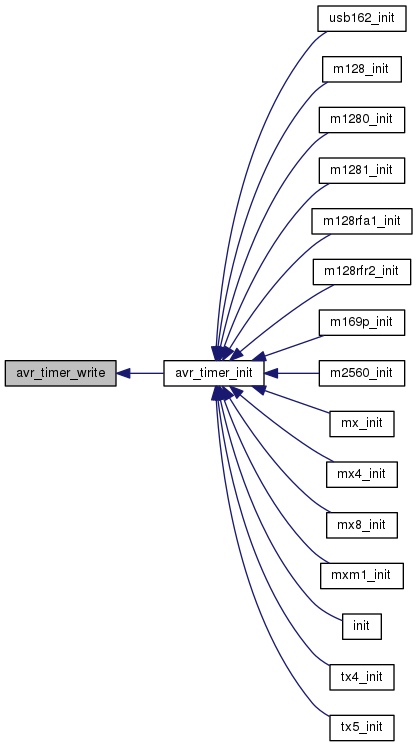 usb162_init
m128_init
m1280_init
m1281_init
m128rfa1_init
m128rfr2_init
m169p_init
avr_timer_write
avr_timer_init
m2560_init
mx_init
mx4_init
mx8_init
mxm1_init
init
tx4_init
tx5_init